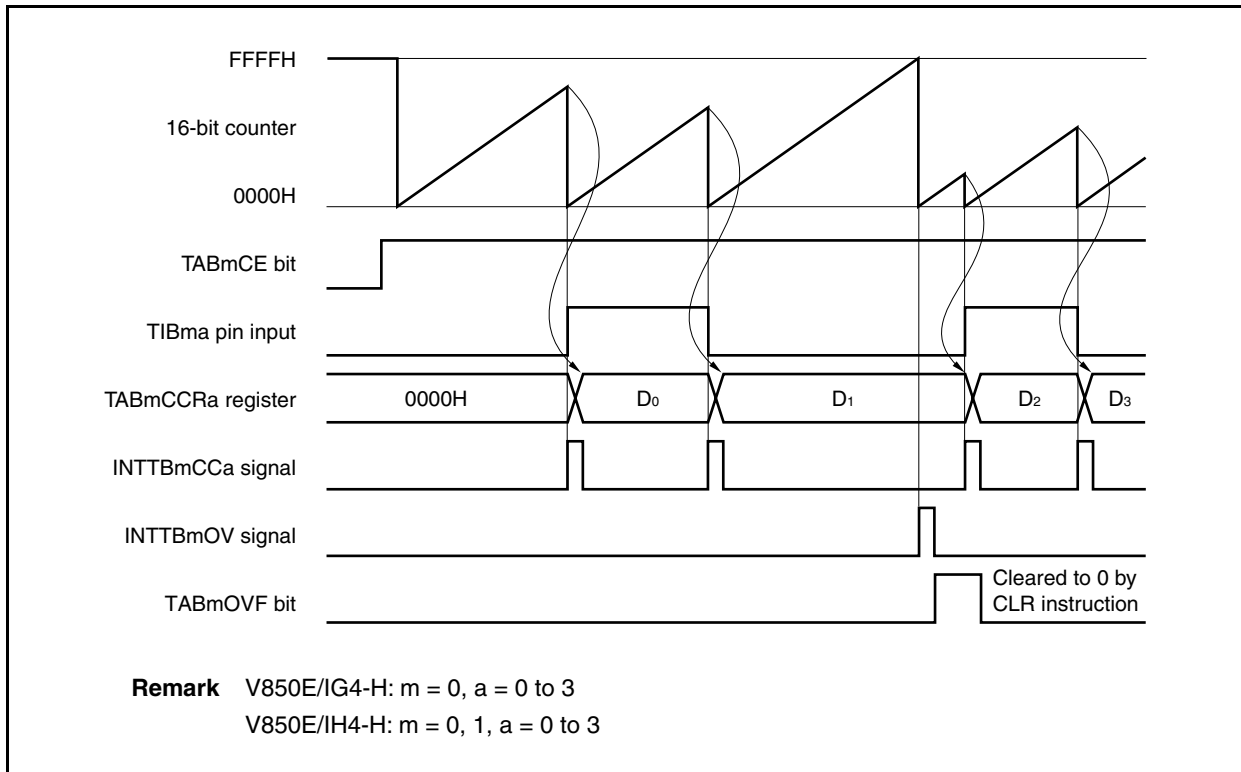 FFFFH
16-bit counter
0000H
TABmCE bit
TIBma pin input
TABmCCRa register
0000H
D0
D1
D2
D3
INTTBmCCa signal
INTTBmOV signal
TABmOVF bit
Cleared to 0 by
CLR instruction
Remark V850E/IG4-H: m = 0, a = 0 to 3
V850E/IH4-H: m = 0, 1, a = 0 to 3